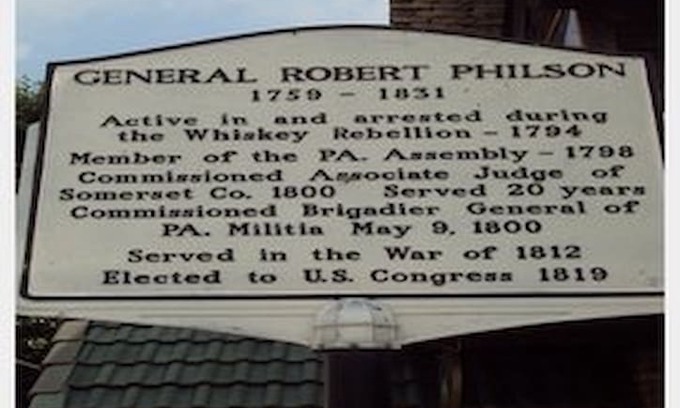 GENERAL ROBERT PHILSON
1759 - 1831
Active in and arrested during
the Whiskey Rebellion - 1794
Member of the PA. Assembly - 1798
Commissioned Associate Judge of
Somerset Co. 1800 Served 20 years
Commissioned Brigadier General of
PA. Militia May 9, 1800
Served in the War of 1812
Elected to U.S. Congress 1819